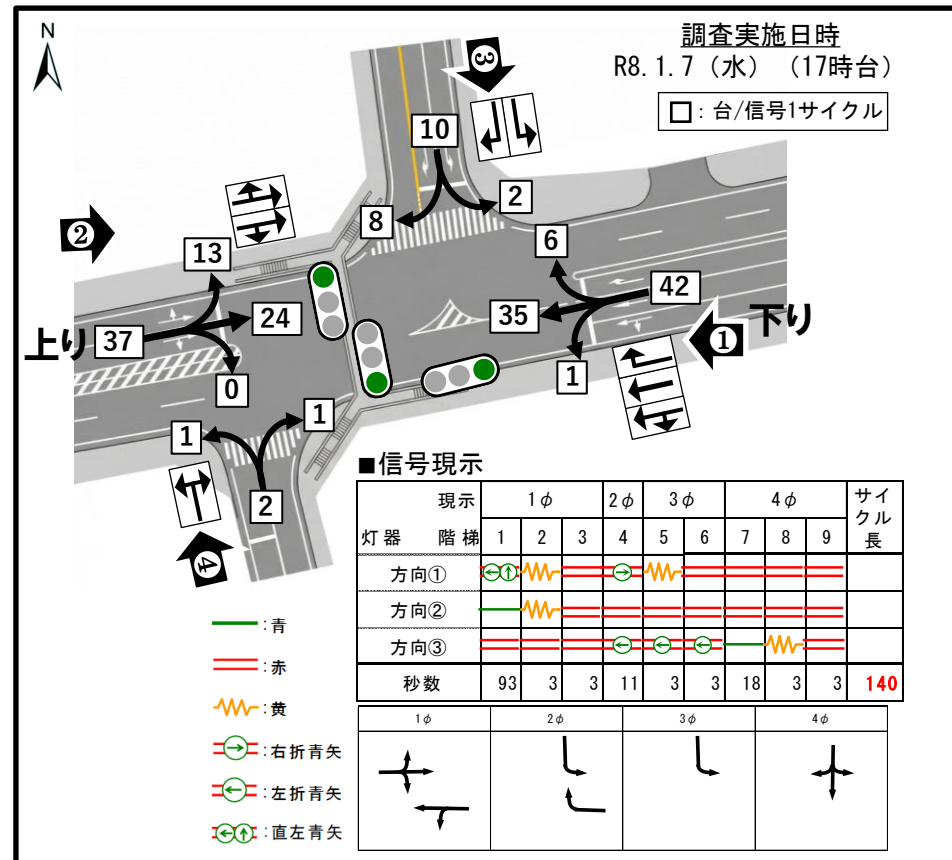 N
調査実施日時
R8.1.7（水）（17時台）
□：台/信号1サイクル
③
10
8
2
②
13
6
42
24
35
上り 37
① 下り
0
1
1
1
2
④
■信号現示
現示 1φ 2φ 3φ 4φ サイクル長
灯器 階梯 1 2 3 4 5 6 7 8 9
方向①
方向②
方向③
秒数 93 3 3 11 3 3 18 3 3 140
：青
：赤
：黄
：右折青矢
：左折青矢
：直左青矢
1φ 2φ 3φ 4φ